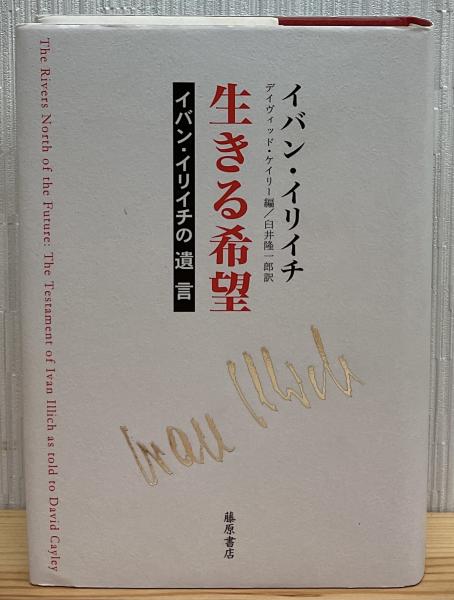 イバン・イリイチ
デイヴィッド・ケイリー編／臼井隆一郎訳
生きる希望
イバン・イリイチの遺言
The Rivers North of the Future: The Testament of Ivan Illich as told to David Cayley
Ivan Illich
藤原書店